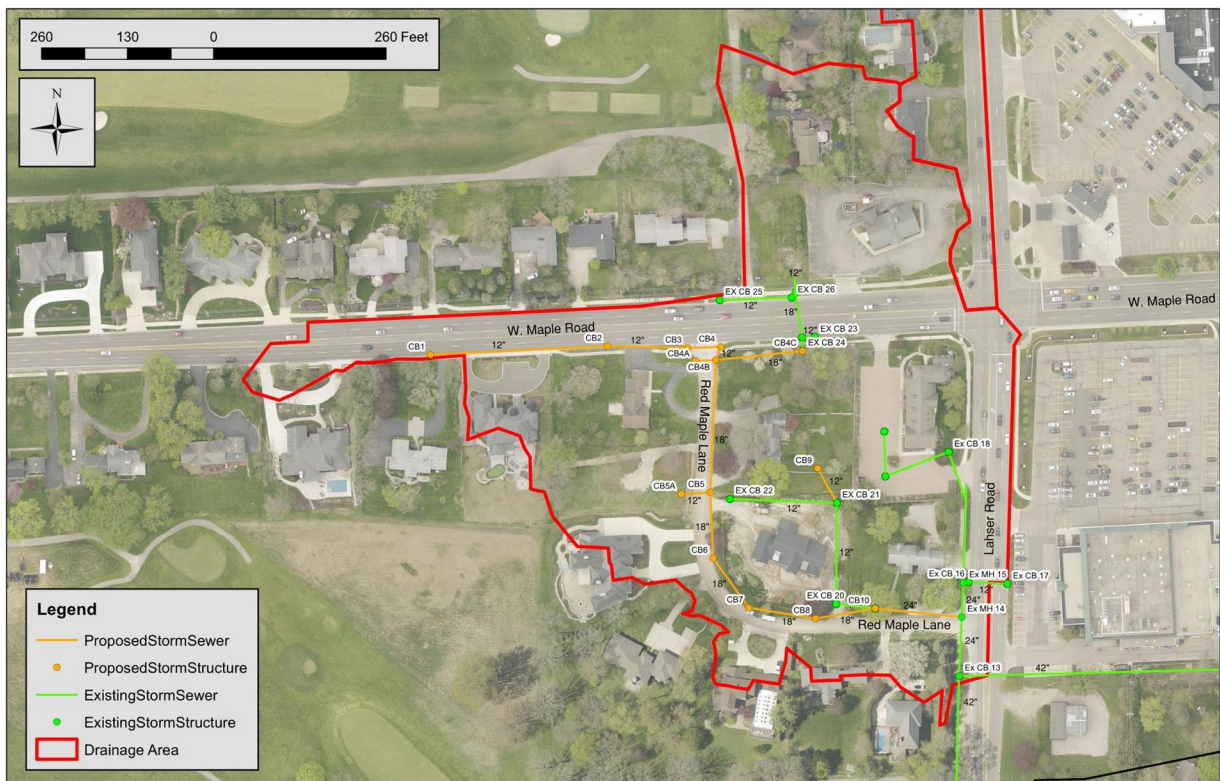 260 130 0 260 Feet
N
12"
EX CB 25
EX CB 26
12"
W. Maple Road
18"
W. Maple Road
EX CB 23
12"
CB1
12"
CB2
12"
CB3
CB4
CB4C
EX CB 24
CB4A
12"
CB4B
18"
Red Maple Lane
18"
Ex CB 18
CB9
CB5A
CB5
12"
EX CB 22
12"
12"
EX CB 21
Lahser Road
18"
12"
CB6
18"
Ex CB 16
Ex MH 15
12"
Ex CB 17
24"
CB7
EX CB 20
CB10
24"
CB8
18"
18"
Red Maple Lane
Ex MH 14
24"
Ex CB 13
42"
42"
Legend
ProposedStormSewer
ProposedStormStructure
ExistingStormSewer
ExistingStormStructure
Drainage Area